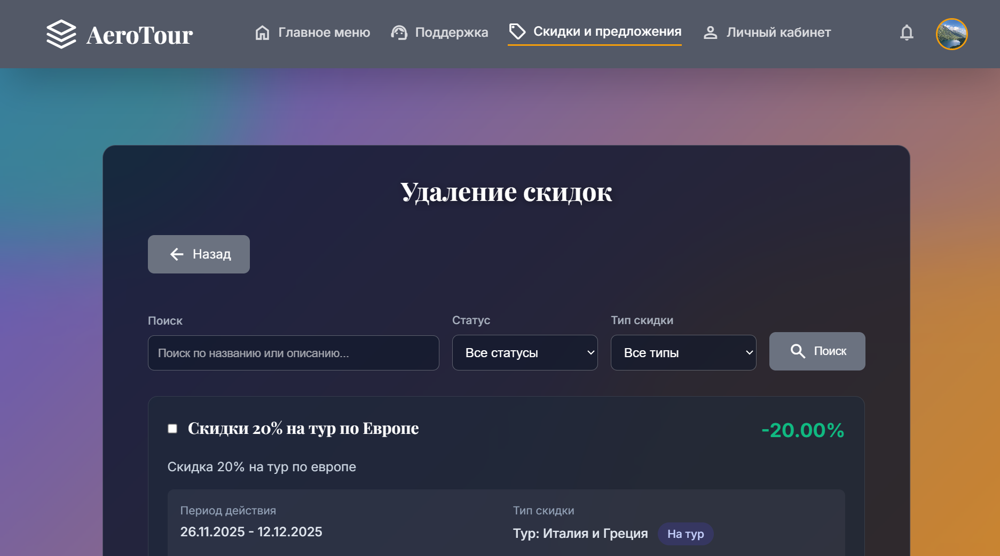 AeroTour
Главное меню
Поддержка
Скидки и предложения
Личный кабинет
Удаление скидок
Назад
Поиск
Статус
Тип скидки
Поиск по названию или описанию...
Все статусы
Все типы
Поиск
Скидки 20% на тур по Европе
-20.00%
Скидка 20% на тур по европе
Период действия
Тип скидки
26.11.2025 - 12.12.2025
Тур: Италия и Греция
На тур